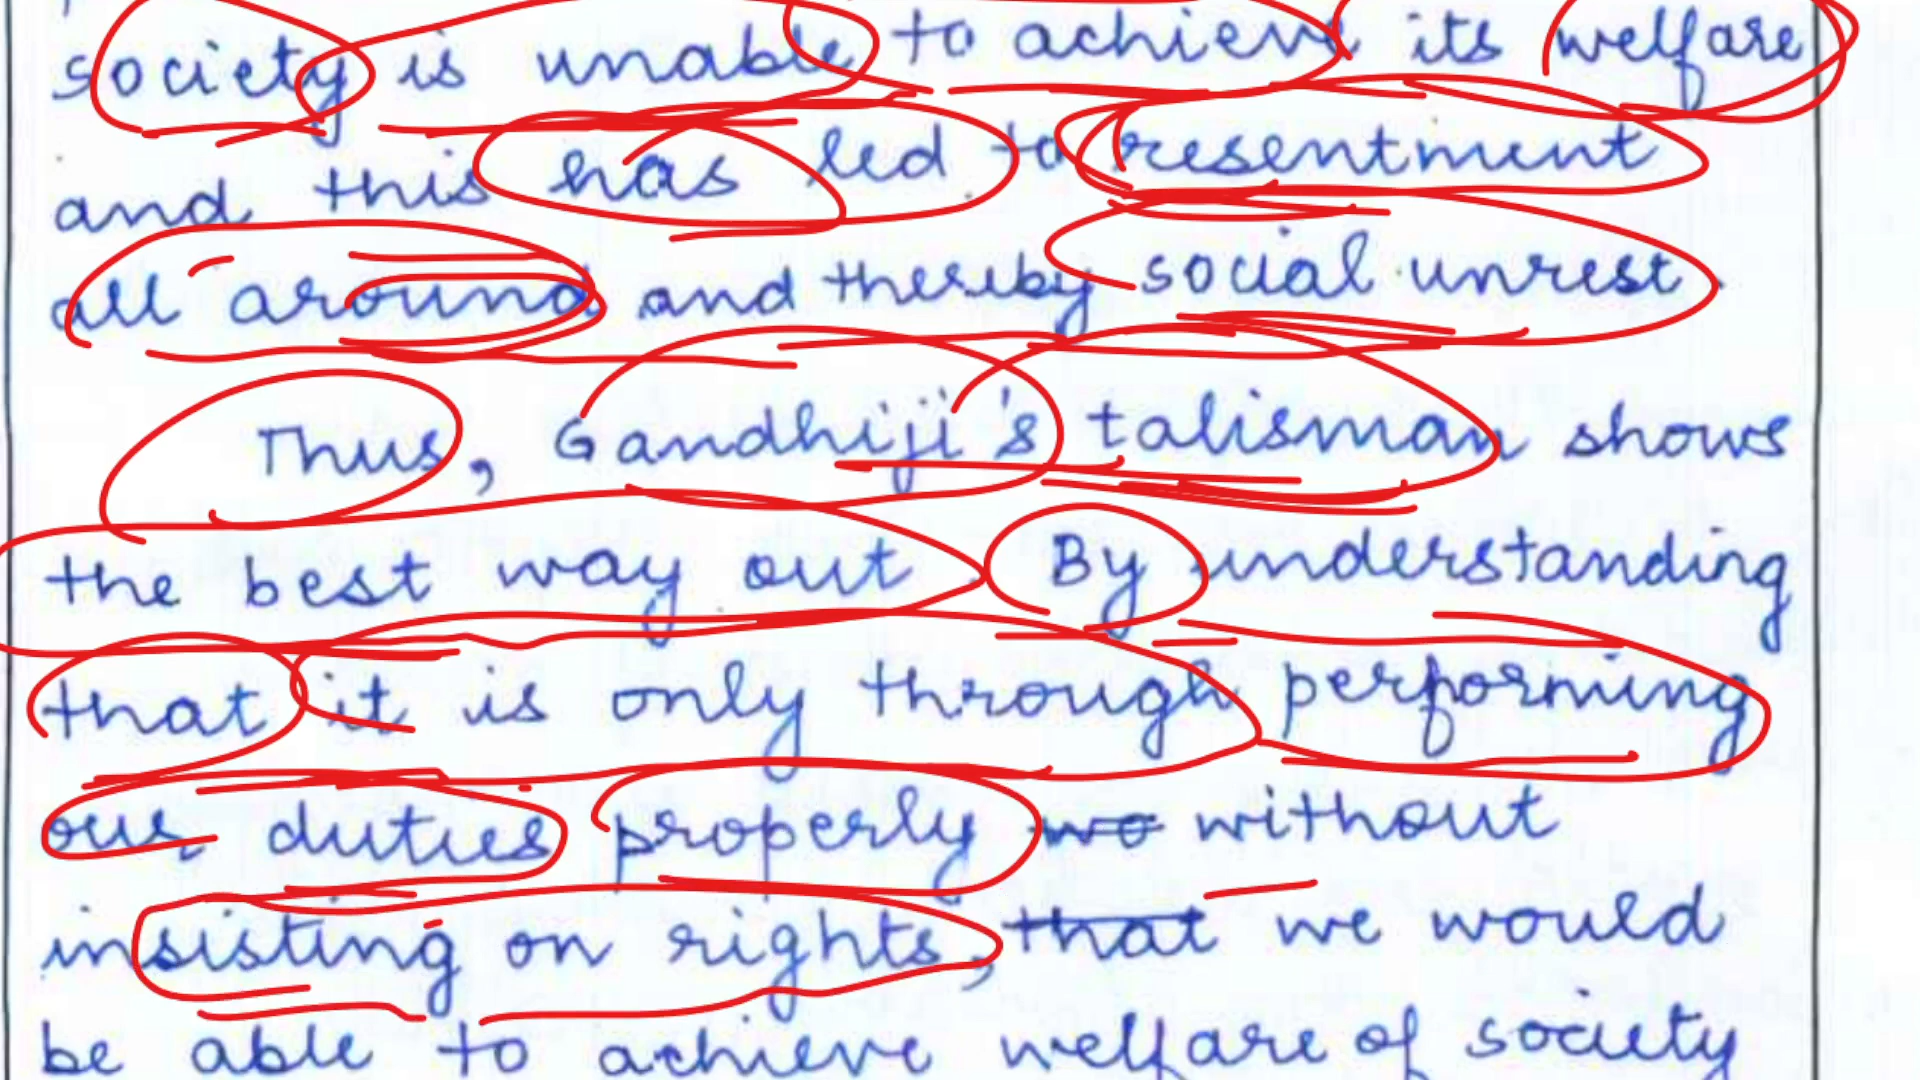 society is unable to achieve its welfare
and this has led to resentment
all around and thereby social unrest.
Thus, Gandhiji's talisman shows
the best way out. By understanding
that it is only through performing
our duties properly wo without
insisting on rights, that we would
be able to achieve welfare of society